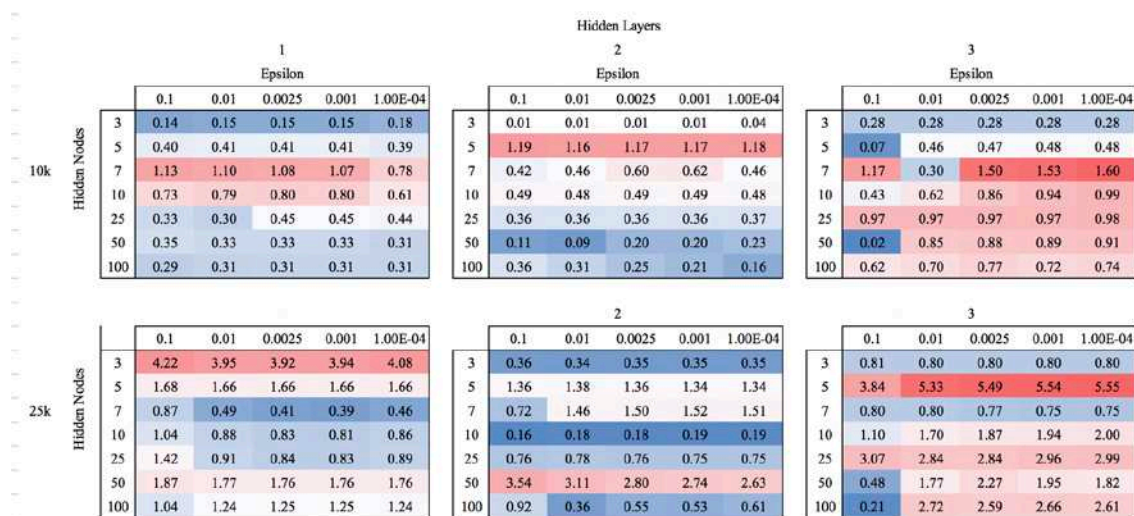 Hidden Layers
1 2 3
Epsilon Epsilon Epsilon
0.1 0.01 0.0025 0.001 1.00E-04 0.1 0.01 0.0025 0.001 1.00E-04 0.1 0.01 0.0025 0.001 1.00E-04
10k
Hidden Nodes
3 0.14 0.15 0.15 0.15 0.18 3 0.01 0.01 0.01 0.01 0.04 3 0.28 0.28 0.28 0.28 0.28
5 0.40 0.41 0.41 0.41 0.39 5 1.19 1.16 1.17 1.17 1.18 5 0.07 0.46 0.47 0.48 0.48
7 1.13 1.10 1.08 1.07 0.78 7 0.42 0.46 0.60 0.62 0.46 7 1.17 0.30 1.50 1.53 1.60
10 0.73 0.79 0.80 0.80 0.61 10 0.49 0.48 0.49 0.49 0.48 10 0.43 0.62 0.86 0.94 0.99
25 0.33 0.30 0.45 0.45 0.44 25 0.36 0.36 0.36 0.36 0.37 25 0.97 0.97 0.97 0.97 0.98
50 0.35 0.33 0.33 0.33 0.31 50 0.11 0.09 0.20 0.20 0.23 50 0.02 0.85 0.88 0.89 0.91
100 0.29 0.31 0.31 0.31 0.31 100 0.36 0.31 0.25 0.21 0.16 100 0.62 0.70 0.77 0.72 0.74
2 3
0.1 0.01 0.0025 0.001 1.00E-04 0.1 0.01 0.0025 0.001 1.00E-04 0.1 0.01 0.0025 0.001 1.00E-04
25k
Hidden Nodes
3 4.22 3.95 3.92 3.94 4.08 3 0.36 0.34 0.35 0.35 0.35 3 0.81 0.80 0.80 0.80 0.80
5 1.68 1.66 1.66 1.66 1.66 5 1.36 1.38 1.36 1.34 1.34 5 3.84 5.33 5.49 5.54 5.55
7 0.87 0.49 0.41 0.39 0.46 7 0.72 1.46 1.50 1.52 1.51 7 0.80 0.80 0.77 0.75 0.75
10 1.04 0.88 0.83 0.81 0.86 10 0.16 0.18 0.18 0.19 0.19 10 1.10 1.70 1.87 1.94 2.00
25 1.42 0.91 0.84 0.83 0.89 25 0.76 0.78 0.76 0.75 0.75 25 3.07 2.84 2.84 2.96 2.99
50 1.87 1.77 1.76 1.76 1.76 50 3.54 3.11 2.80 2.74 2.63 50 0.48 1.77 2.27 1.95 1.82
100 1.04 1.24 1.25 1.25 1.24 100 0.92 0.36 0.55 0.53 0.61 100 0.21 2.72 2.59 2.66 2.61